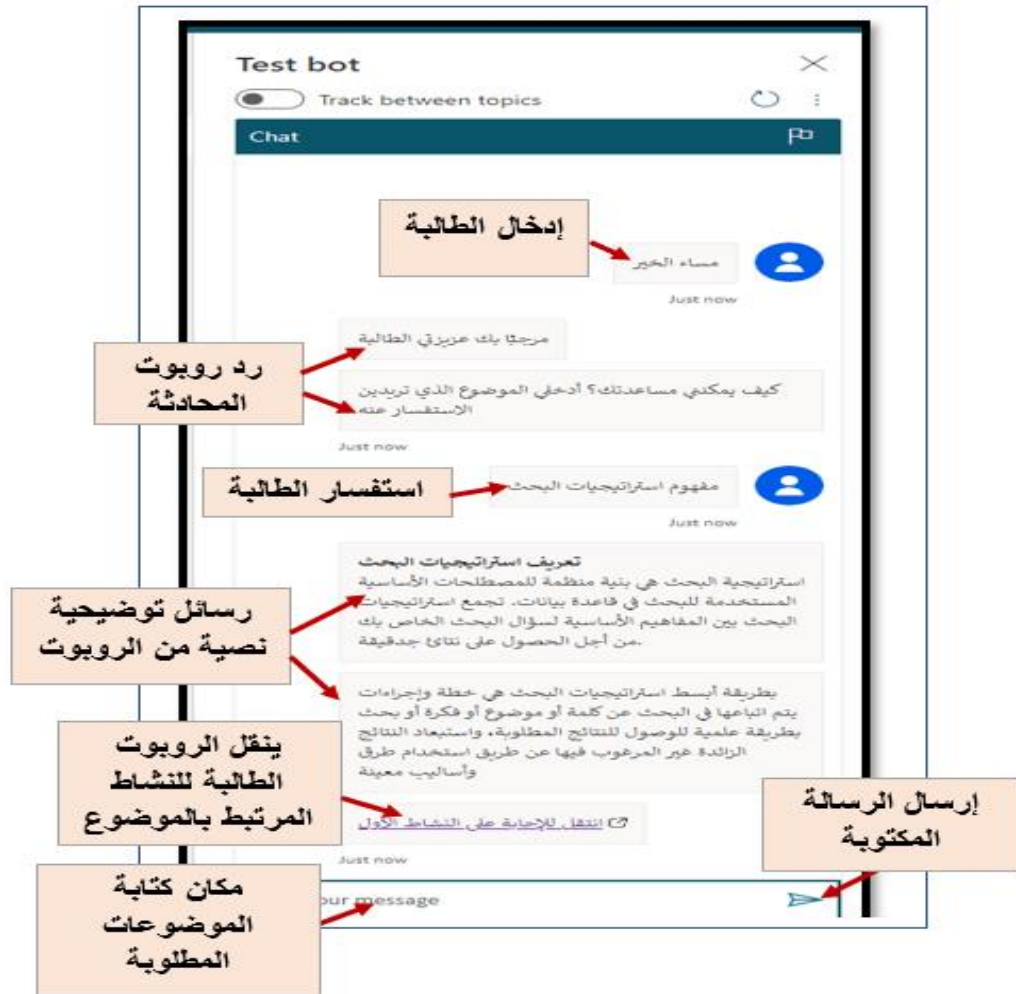 Test bot
Track between topics
Chat
إدخال الطالبة
مساء الخير
Just now
مرحبًا بك عزيزتي الطالبة
رد روبوت
المحادثة
كيف يمكنني مساعدتك؟ أدخلي الموضوع الذي تريدين
الاستفسار عنه
Just now
استفسار الطالبة
مفهوم استراتيجيات البحث
Just now
تعريف استراتيجيات البحث
استراتيجية البحث هي بنية منظمة للمصطلحات الأساسية
المستخدمة للبحث في قاعدة بيانات، تجمع استراتيجيات
البحث بين المفاهيم الأساسية لسؤال البحث الخاص بك
من أجل الحصول على نتائج جدقيقة.
رسائل توضيحية
نصية من الروبوت
بطريقة أبسط استراتيجيات البحث هي خطة وإجراءات
يتم اتباعها في البحث عن كلمة أو موضوع أو فكرة أو بحث
بطريقة علمية للوصول للنتائج المطلوبة، واستبعاد النتائج
الزائدة غير المرغوب فيها عن طريق استخدام طرق
وأساليب معينة
ينقل الروبوت
الطالبة للنشاط
المرتبط بالموضوع
انتقل للإجابة على النشاط الأول
Just now
إرسال الرسالة
المكتوبة
our message
مكان كتابة
الموضوعات
المطلوبة